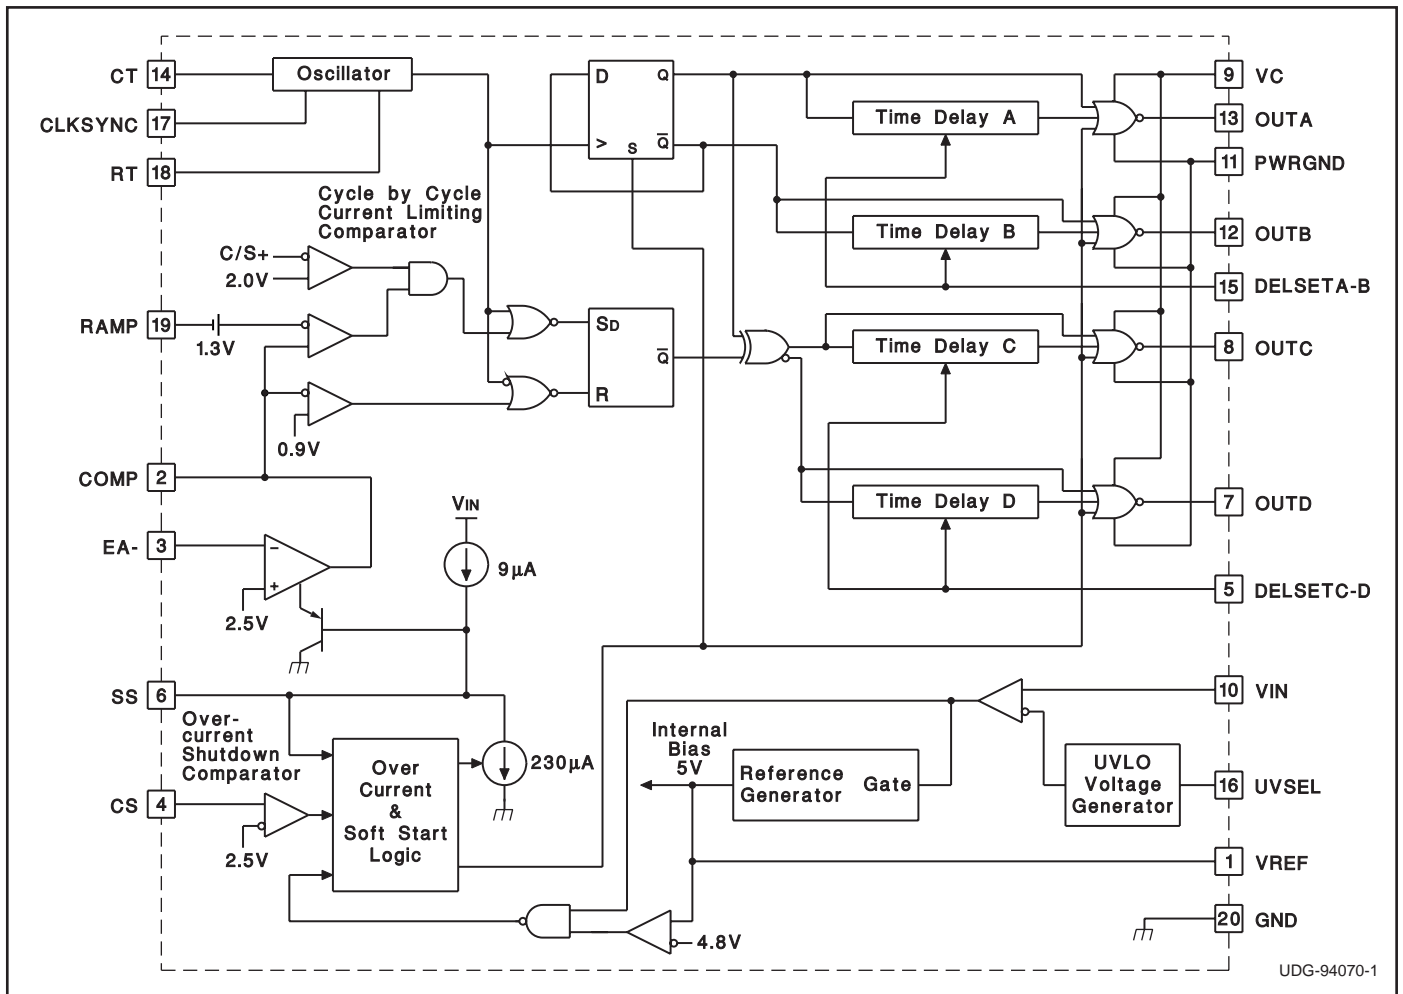 CT 14
Oscillator
CLKSYNC 17
RT 18
D Q
> S Q
Time Delay A
9 VC
13 OUTA
11 PWRGND
Cycle by Cycle
Current Limiting
Comparator
C/S+
2.0V
Time Delay B
12 OUTB
15 DELSETA-B
RAMP 19
1.3V
SD
Q
R
Time Delay C
8 OUTC
0.9V
COMP 2
Time Delay D
7 OUTD
EA- 3
−
+
2.5V
VIN
9µA
5 DELSETC-D
SS 6
Over-
current
Shutdown
Comparator
CS 4
2.5V
Over
Current
&
Soft Start
Logic
230µA
Internal
Bias
5V
Reference
Generator
Gate
UVLO
Voltage
Generator
10 VIN
16 UVSEL
1 VREF
4.8V
20 GND
UDG-94070-1